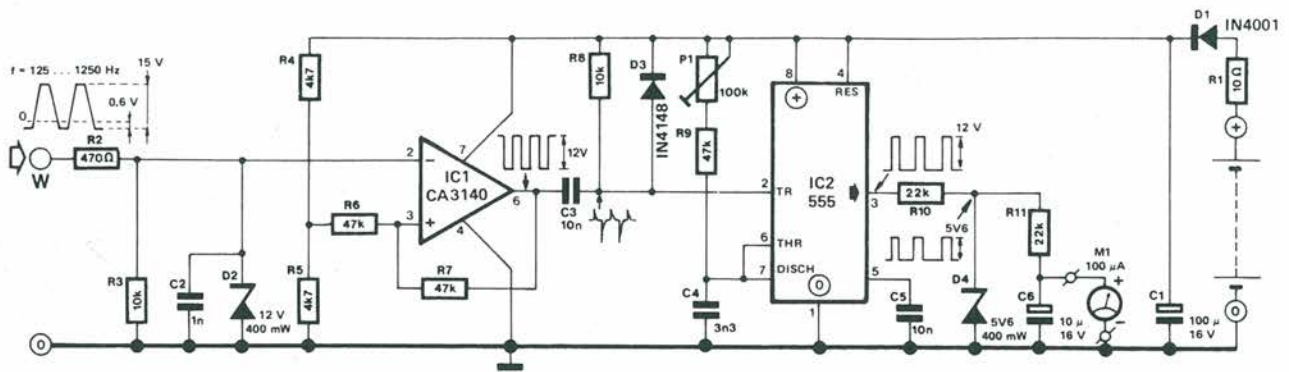 f = 125 ... 1250 Hz
15 V
0.6 V
0
W
R2
470Ω
R3
10k
C2
1n
D2
12 V
400 mW
R4
4k7
R5
4k7
R6
47k
R7
47k
2
3
7
4
6
IC1
CA3140
12V
C3
10n
R8
10k
D3
1N4148
P1
100k
R9
47k
C4
3n3
8
4
RES
+
2
TR
IC2
555
3
6
THR
7
DISCH
5
0
1
C5
10n
12 V
22k
R10
5V6
D4
5V6
400 mW
R11
22k
C6
10 μ
16 V
M1
100 μA
+
–
C1
100 μ
16 V
D1
1N4001
R1
10Ω
+
0
0